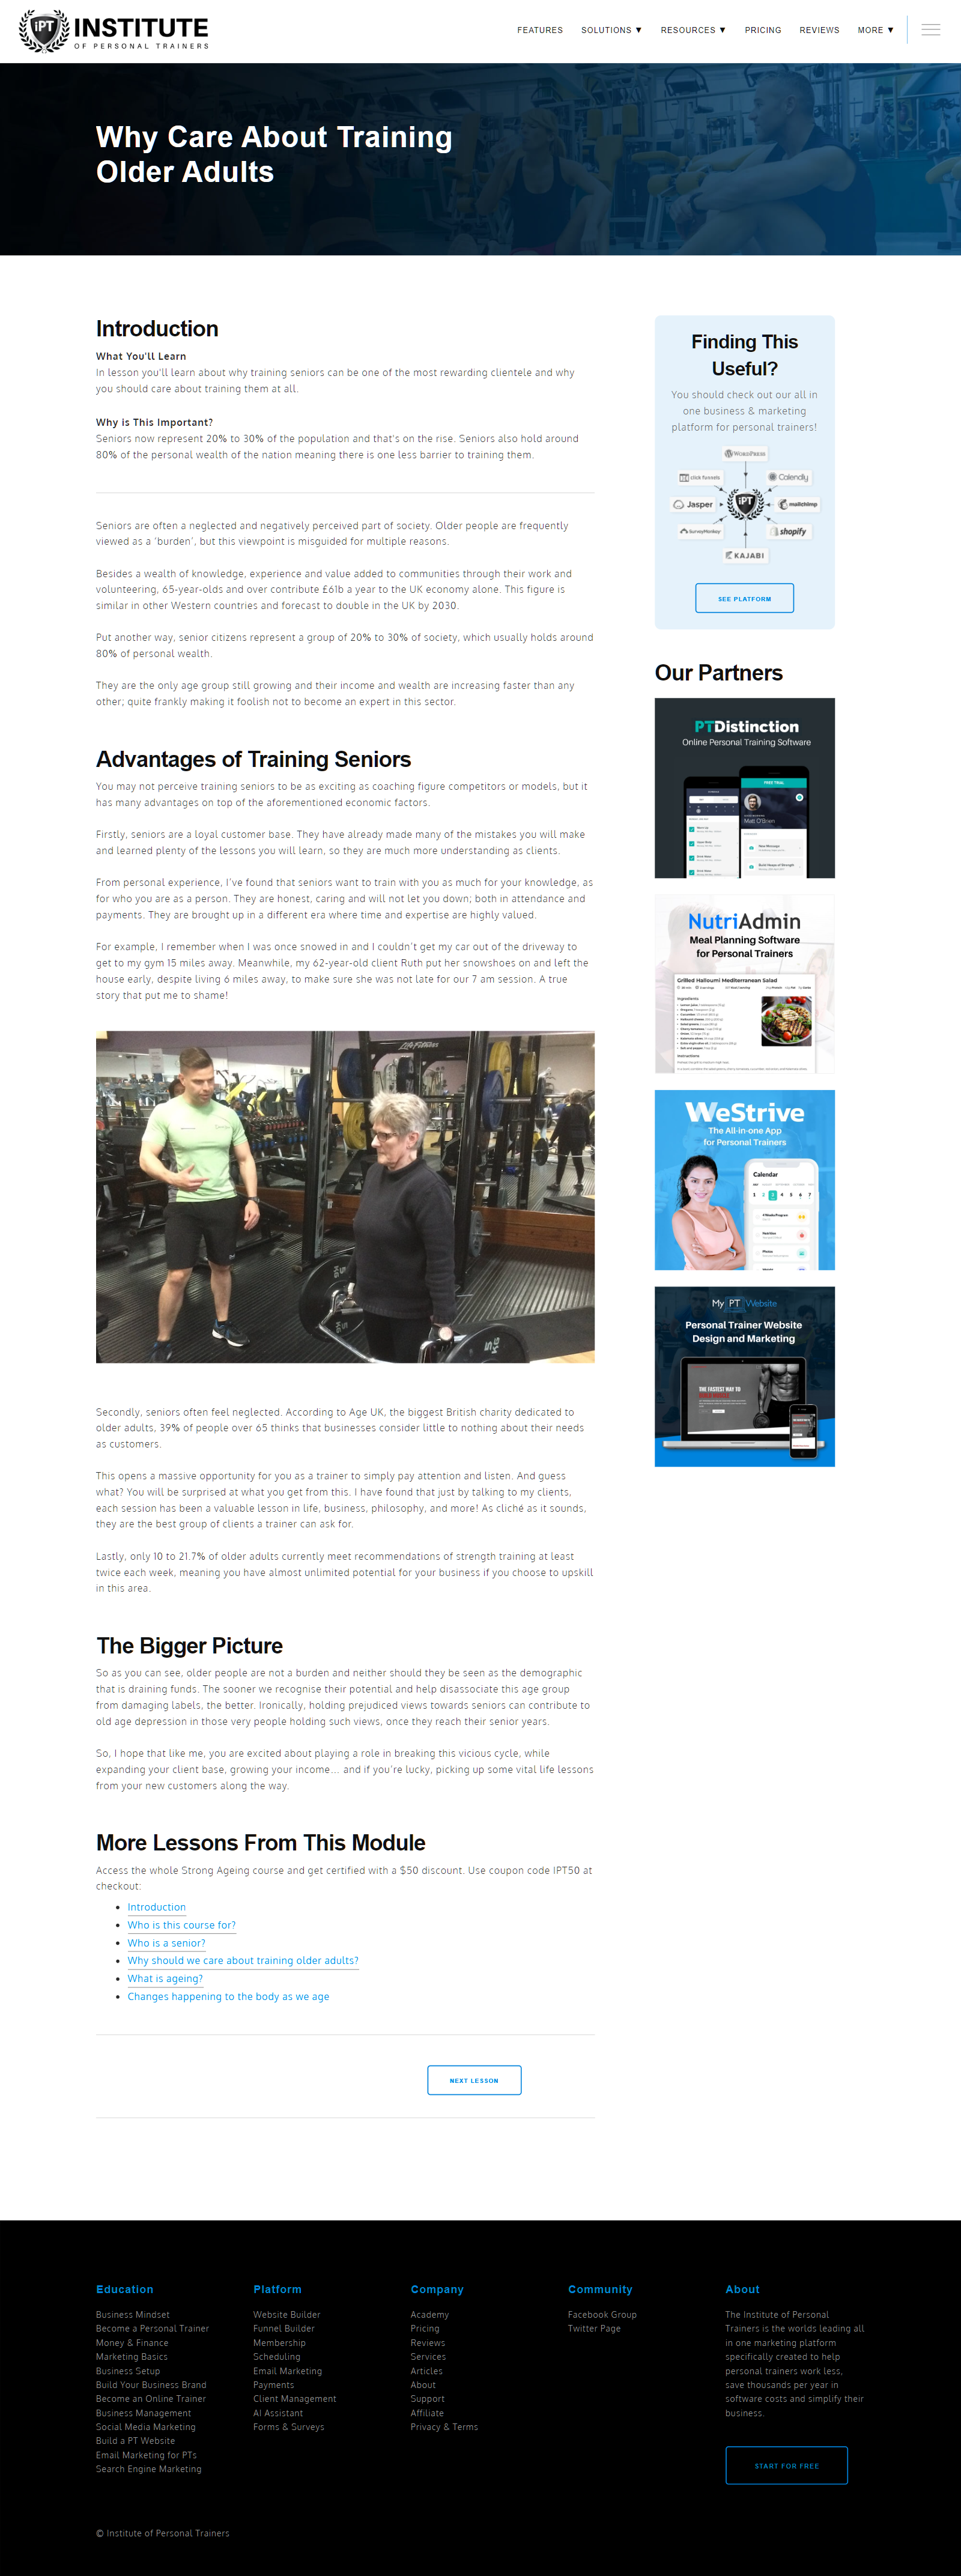 iPT INSTITUTE
OF PERSONAL TRAINERS
FEATURES SOLUTIONS ▼ RESOURCES ▼ PRICING REVIEWS MORE ▼
Why Care About Training
Older Adults
Introduction
What You'll Learn
In lesson you'll learn about why training seniors can be one of the most rewarding clientele and why
you should care about training them at all.
Why is This Important?
Seniors now represent 20% to 30% of the population and that's on the rise. Seniors also hold around
80% of the personal wealth of the nation meaning there is one less barrier to training them.
Seniors are often a neglected and negatively perceived part of society. Older people are frequently
viewed as a ‘burden’, but this viewpoint is misguided for multiple reasons.
Besides a wealth of knowledge, experience and value added to communities through their work and
volunteering, 65-year-olds and over contribute £61b a year to the UK economy alone. This figure is
similar in other Western countries and forecast to double in the UK by 2030.
Put another way, senior citizens represent a group of 20% to 30% of society, which usually holds around
80% of personal wealth.
They are the only age group still growing and their income and wealth are increasing faster than any
other; quite frankly making it foolish not to become an expert in this sector.
Advantages of Training Seniors
You may not perceive training seniors to be as exciting as coaching figure competitors or models, but it
has many advantages on top of the aforementioned economic factors.
Firstly, seniors are a loyal customer base. They have already made many of the mistakes you will make
and learned plenty of the lessons you will learn, so they are much more understanding as clients.
From personal experience, I’ve found that seniors want to train with you as much for your knowledge, as
for who you are as a person. They are honest, caring and will not let you down; both in attendance and
payments. They are brought up in a different era where time and expertise are highly valued.
For example, I remember when I was once snowed in and I couldn’t get my car out of the driveway to
get to my gym 15 miles away. Meanwhile, my 62-year-old client Ruth put her snowshoes on and left the
house early, despite living 6 miles away, to make sure she was not late for our 7 am session. A true
story that put me to shame!
Life Fitness
Secondly, seniors often feel neglected. According to Age UK, the biggest British charity dedicated to
older adults, 39% of people over 65 thinks that businesses consider little to nothing about their needs
as customers.
This opens a massive opportunity for you as a trainer to simply pay attention and listen. And guess
what? You will be surprised at what you get from this. I have found that just by talking to my clients,
each session has been a valuable lesson in life, business, philosophy, and more! As cliché as it sounds,
they are the best group of clients a trainer can ask for.
Lastly, only 10 to 21.7% of older adults currently meet recommendations of strength training at least
twice each week, meaning you have almost unlimited potential for your business if you choose to upskill
in this area.
The Bigger Picture
So as you can see, older people are not a burden and neither should they be seen as the demographic
that is draining funds. The sooner we recognise their potential and help disassociate this age group
from damaging labels, the better. Ironically, holding prejudiced views towards seniors can contribute to
old age depression in those very people holding such views, once they reach their senior years.
So, I hope that like me, you are excited about playing a role in breaking this vicious cycle, while
expanding your client base, growing your income... and if you’re lucky, picking up some vital life lessons
from your new customers along the way.
More Lessons From This Module
Access the whole Strong Ageing course and get certified with a $50 discount. Use coupon code IPT50 at
checkout:
Introduction
Who is this course for?
Who is a senior?
Why should we care about training older adults?
What is ageing?
Changes happening to the body as we age
NEXT LESSON
Finding This
Useful?
You should check out our all in
one business & marketing
platform for personal trainers!
WORDPRESS
click funnels
Calendly
Jasper
iPT
mailchimp
SurveyMonkey
shopify
KAJABI
SEE PLATFORM
Our Partners
PTDistinction
Online Personal Training Software
FREE TRIAL
Matt O'Brien
NutriAdmin
Meal Planning Software
for Personal Trainers
Grilled Halloumi Mediterranean Salad
Ingredients
Instructions
WeStrive
The All-in-one App
for Personal Trainers
Calendar
1 2 3 4 5 6 7
4 Weeks Program
Nutrition
Photos
My PT Website
Personal Trainer Website
Design and Marketing
THE FASTEST WAY TO
Education
Business Mindset
Become a Personal Trainer
Money & Finance
Marketing Basics
Business Setup
Build Your Business Brand
Become an Online Trainer
Business Management
Social Media Marketing
Build a PT Website
Email Marketing for PTs
Search Engine Marketing
Platform
Website Builder
Funnel Builder
Membership
Scheduling
Email Marketing
Payments
Client Management
AI Assistant
Forms & Surveys
Company
Academy
Pricing
Reviews
Services
Articles
About
Support
Affiliate
Privacy & Terms
Community
Facebook Group
Twitter Page
About
The Institute of Personal
Trainers is the worlds leading all
in one marketing platform
specifically created to help
personal trainers work less,
save thousands per year in
software costs and simplify their
business.
START FOR FREE
© Institute of Personal Trainers